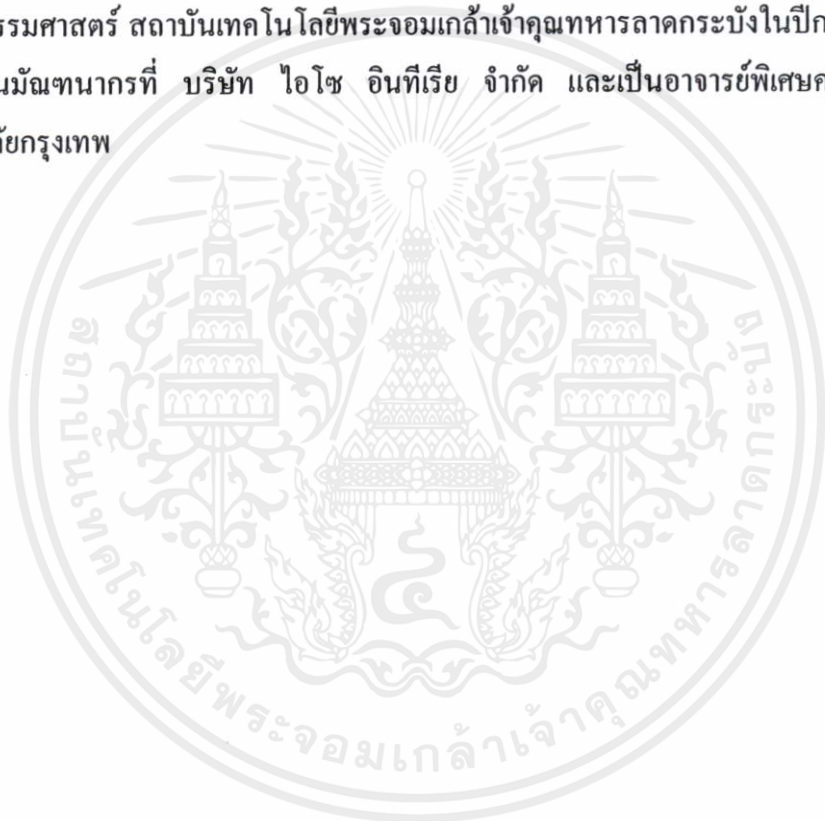 รรมศาสตร์ สถาบันเทคโนโลยีพระจอมเกล้าเจ้าคุณทหารลาดกระบังในปีก
นมัณฑนากรที่ บริษัท ไอโซ อินทีเรีย จำกัด และเป็นอาจารย์พิเศษค
ัยกรุงเทพ
สถาบันเทคโนโลยีพระจอมเกล้าเจ้าคุณทหารลาดกระบัง